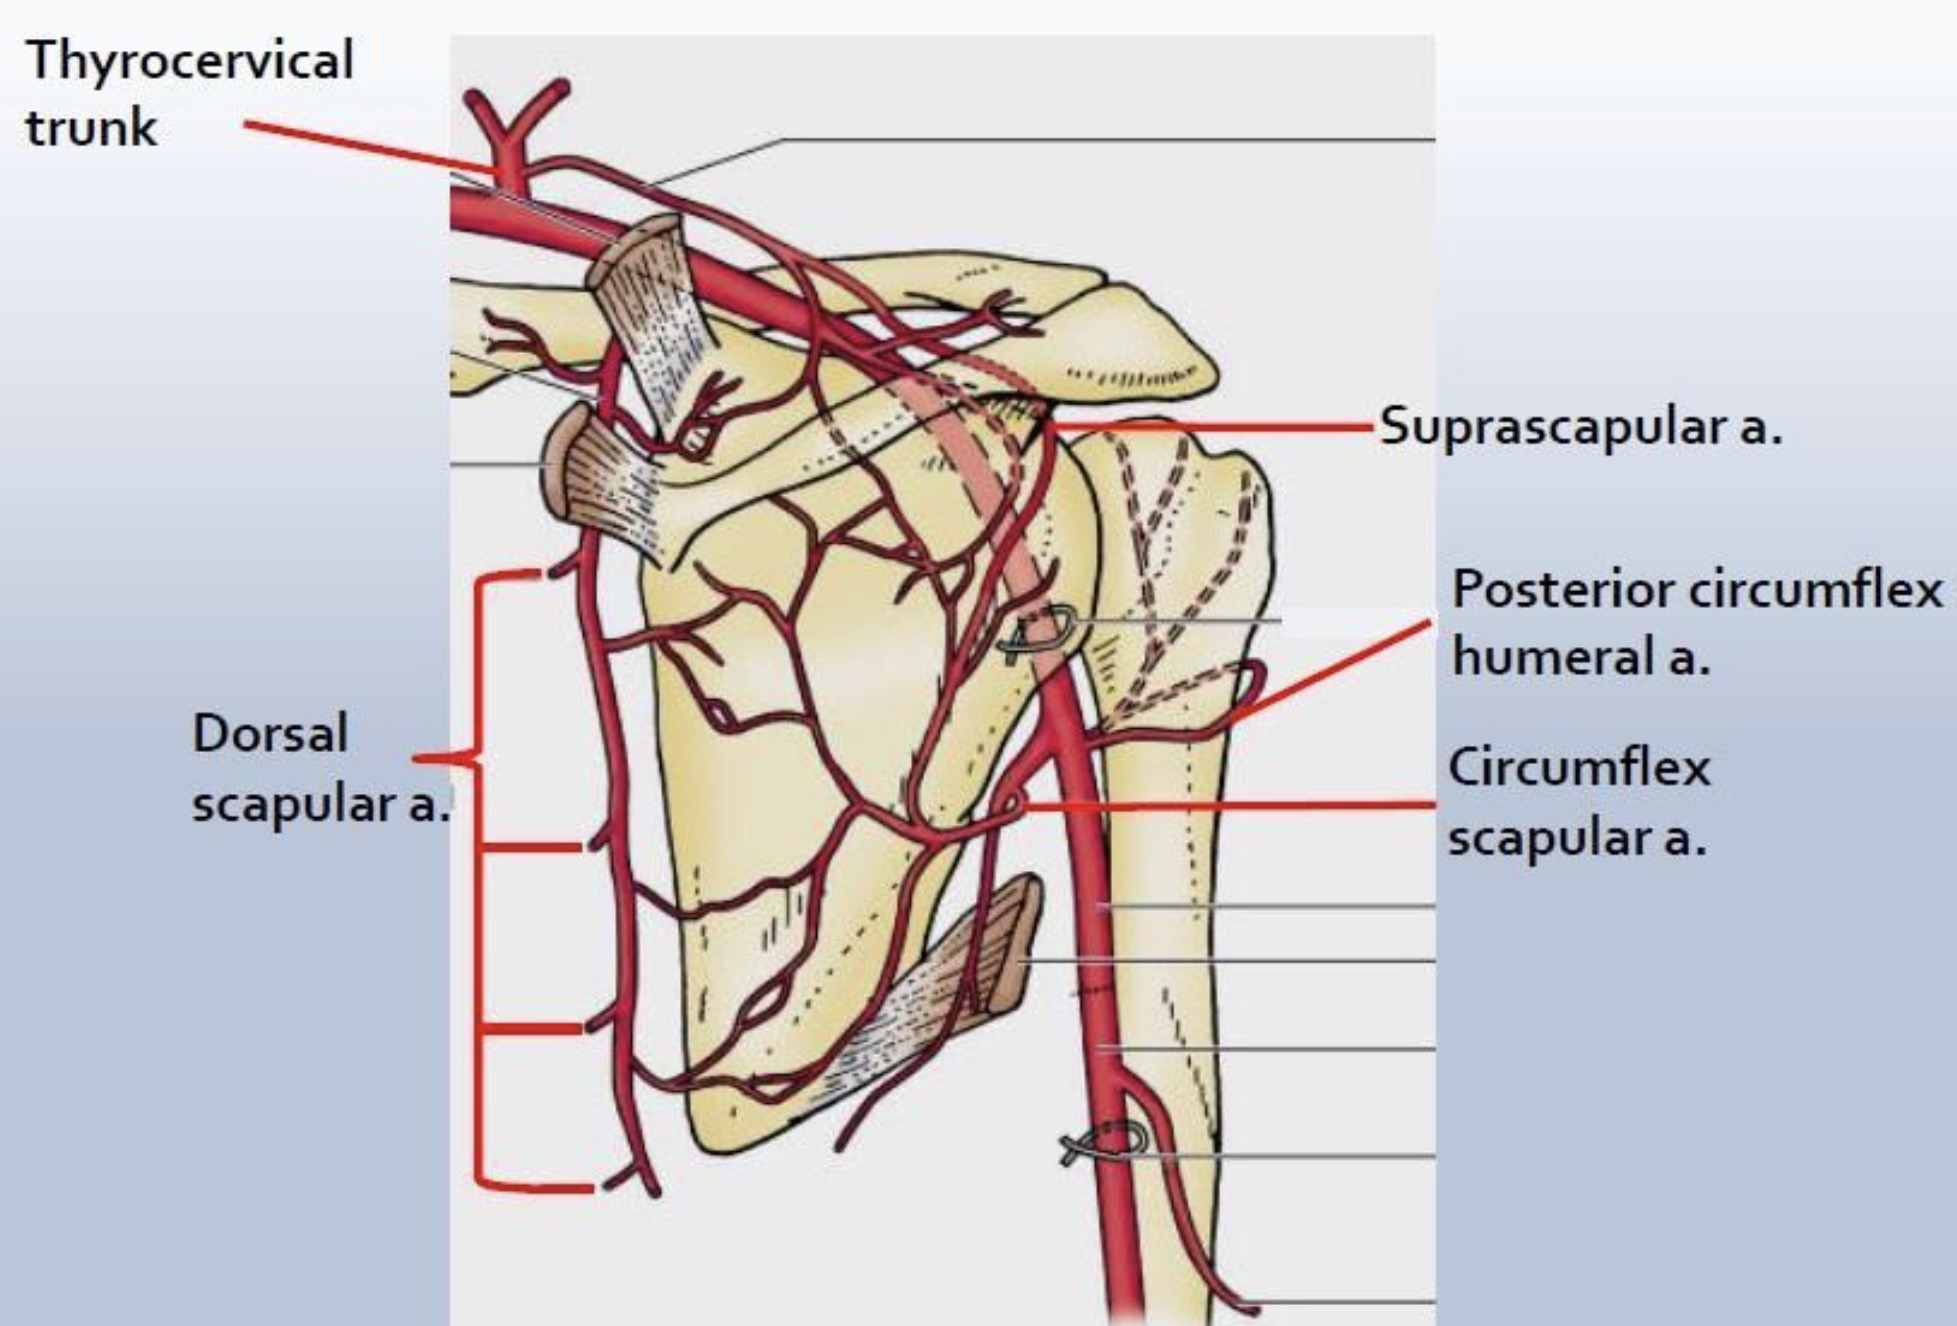 Thyrocervical
trunk
Suprascapular a.
Posterior circumflex
humeral a.
Dorsal
scapular a.
Circumflex
scapular a.